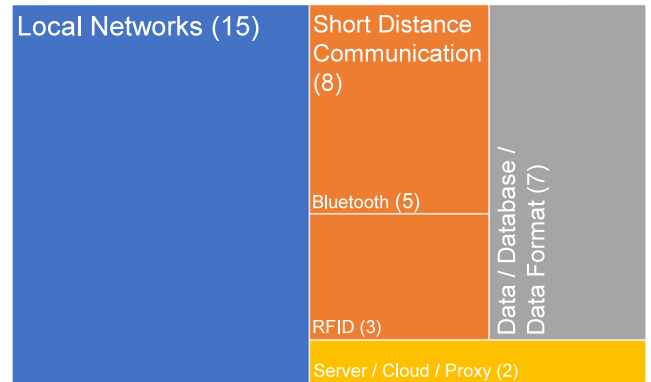 Local Networks (15)
Short Distance
Communication
(8)
Bluetooth (5)
RFID (3)
Data / Database /
Data Format (7)
Server / Cloud / Proxy (2)